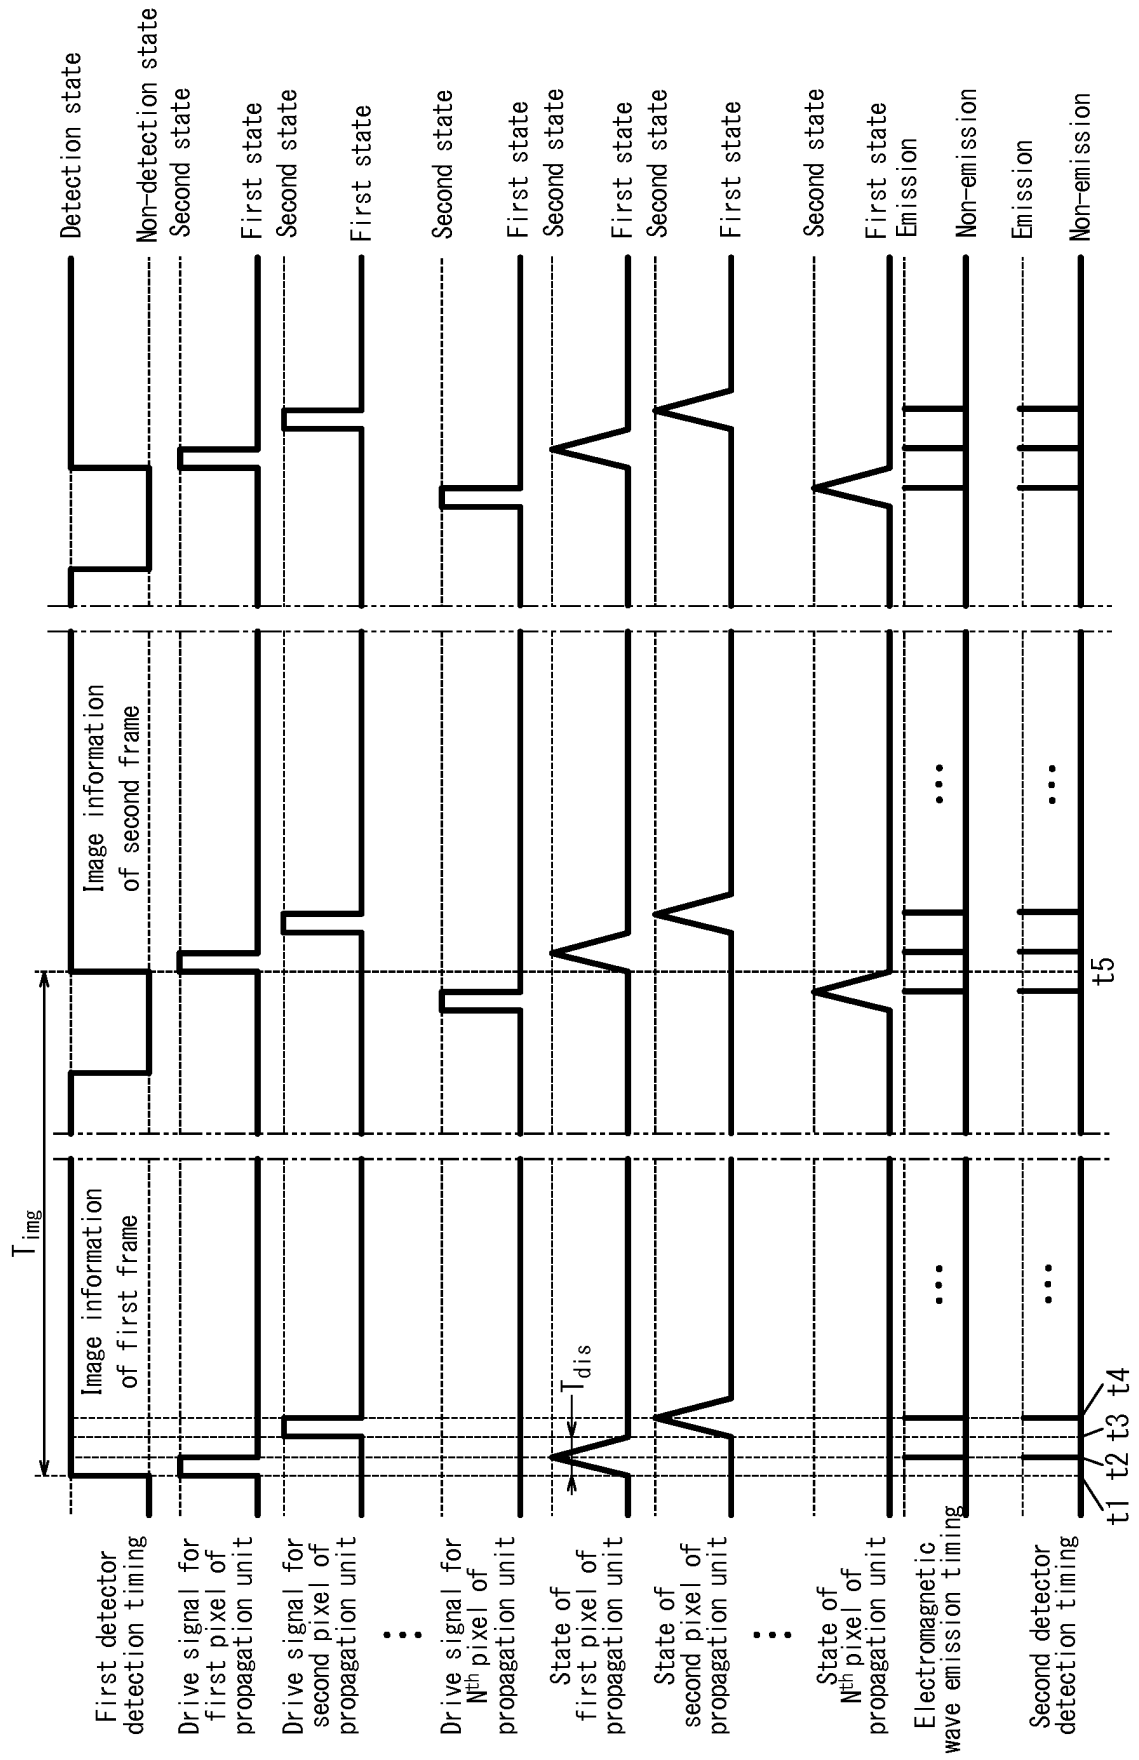 T_img
First detector
detection timing
Image information
of first frame
Image information
of second frame
Detection state
Non-detection state
Drive signal for
first pixel of
propagation unit
Second state
First state
Drive signal for
second pixel of
propagation unit
Second state
First state
...
Drive signal for
Nth pixel of
propagation unit
Second state
First state
State of
first pixel of
propagation unit
T_dis
Second state
First state
State of
second pixel of
propagation unit
Second state
First state
...
State of
Nth pixel of
propagation unit
Second state
First state
Electromagnetic
wave emission timing
...
...
Emission
Non-emission
Second detector
detection timing
...
...
Emission
Non-emission
t1 t2 t3 t4 t5